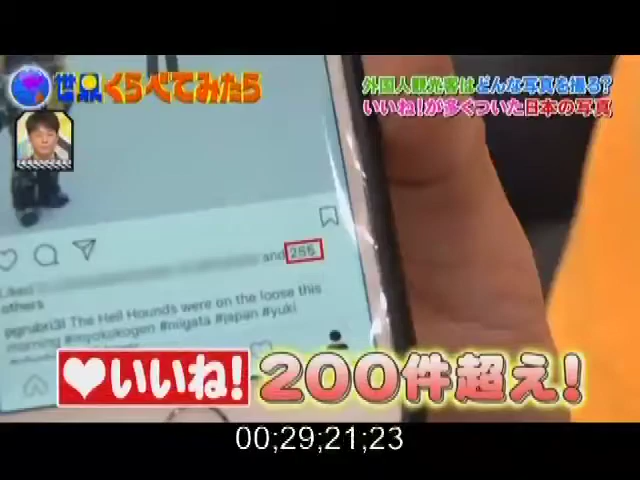 世界くらべてみたら
外国人観光客はどんな写真を撮る?
いいね!が多くついた日本の写真
and 255
others
The Hell Hounds were on the loose this
morning #myokokogen #niigata #japan #yuki
♥いいね! 200件超え!
00;29;21;23